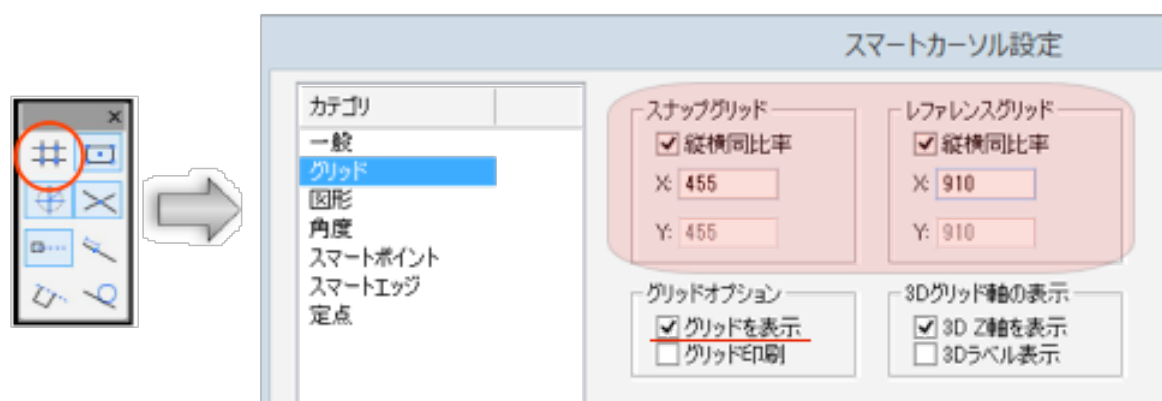 スマートカーソル設定
カテゴリ
一般
グリッド
図形
角度
スマートポイント
スマートエッジ
定点
スナップグリッド
縦横同比率
X: 455
Y: 455
レファレンスグリッド
縦横同比率
X: 910
Y: 910
グリッドオプション
グリッドを表示
グリッド印刷
3Dグリッド軸の表示
3D Z軸を表示
3Dラベル表示